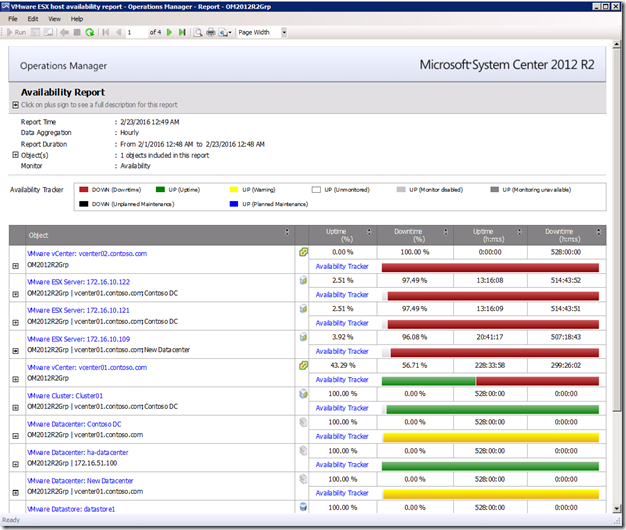 VMware ESX host availability report - Operations Manager - Report - OM2012R2Grp
File Edit View Go Tasks Help
Run 1 of 4 Page Width
Operations Manager Microsoft System Center 2012 R2
Availability Report
Click on plus sign to see a full description for this report
Report Time : 2/23/2016 12:49 AM
Data Aggregation : Hourly
Report Duration : From 2/1/2016 12:48 AM to 2/23/2016 12:48 AM
Object(s) : 1 objects included in this report
Monitor : Availability
Availability Tracker DOWN (Downtime) UP (Uptime) UP (Warning) UP (Unmonitored) UP (Monitor disabled) UP (Monitoring unavailable)
DOWN (Unplanned Maintenance) UP (Planned Maintenance)
Object Uptime (%) Downtime (%) Uptime (h:m:s) Downtime (h:m:s)
VMware vCenter: vcenter02.contoso.com 0.00 % 100.00 % 0:00:00 528:00:00
OM2012R2Grp Availability Tracker
VMware ESX Server: 172.16.10.122 2.51 % 97.49 % 13:16:08 514:43:52
OM2012R2Grp | vcenter01.contoso.com;Contoso DC Availability Tracker
VMware ESX Server: 172.16.10.121 2.51 % 97.49 % 13:16:09 514:43:51
OM2012R2Grp | vcenter01.contoso.com;Contoso DC Availability Tracker
VMware ESX Server: 172.16.10.109 3.92 % 96.08 % 20:41:17 507:18:43
OM2012R2Grp | vcenter01.contoso.com;New Datacenter Availability Tracker
VMware vCenter: vcenter01.contoso.com 43.29 % 56.71 % 228:33:58 299:26:02
OM2012R2Grp Availability Tracker
VMware Cluster: Cluster01 100.00 % 0.00 % 528:00:00 0:00:00
OM2012R2Grp | vcenter01.contoso.com;Contoso DC Availability Tracker
VMware Datacenter: Contoso DC 100.00 % 0.00 % 528:00:00 0:00:00
OM2012R2Grp | vcenter01.contoso.com Availability Tracker
VMware Datacenter: ha-datacenter 100.00 % 0.00 % 528:00:00 0:00:00
OM2012R2Grp | 172.16.51.100 Availability Tracker
VMware Datacenter: New Datacenter 100.00 % 0.00 % 528:00:00 0:00:00
OM2012R2Grp | vcenter01.contoso.com Availability Tracker
VMware Datastore: datastore1 100.00 % 0.00 % 528:00:00 0:00:00
Ready